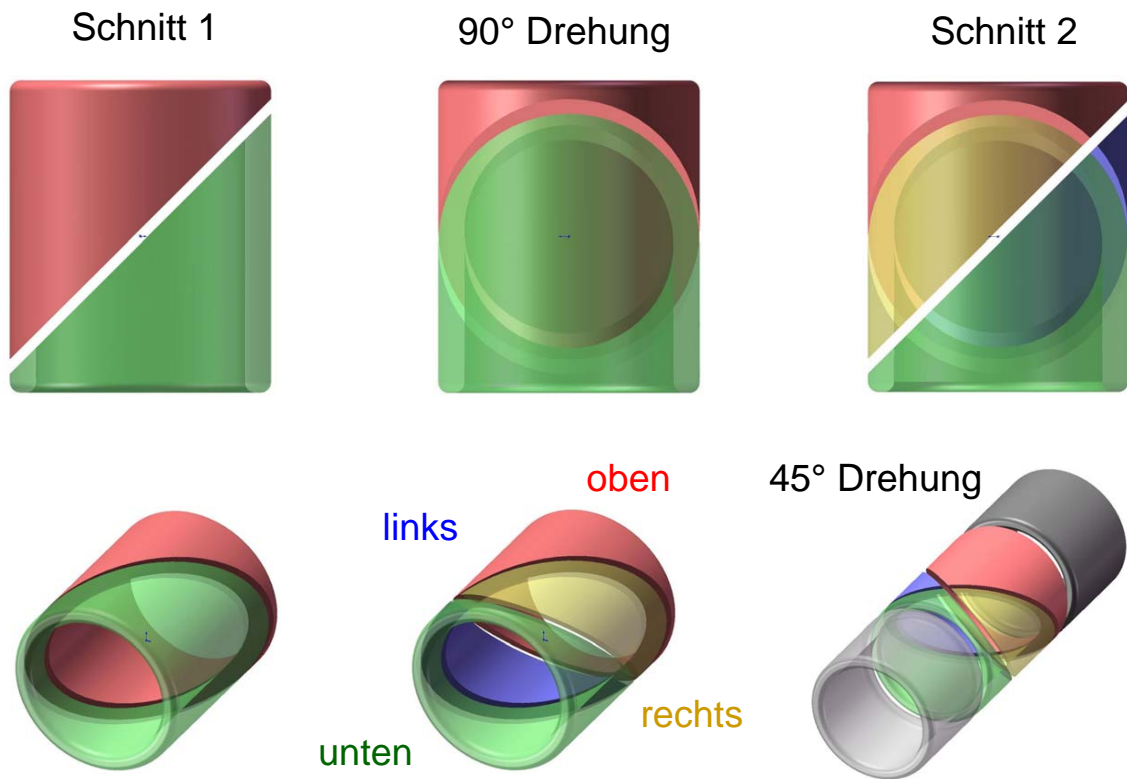 Schnitt 1
90° Drehung
Schnitt 2
oben
links
45° Drehung
rechts
unten